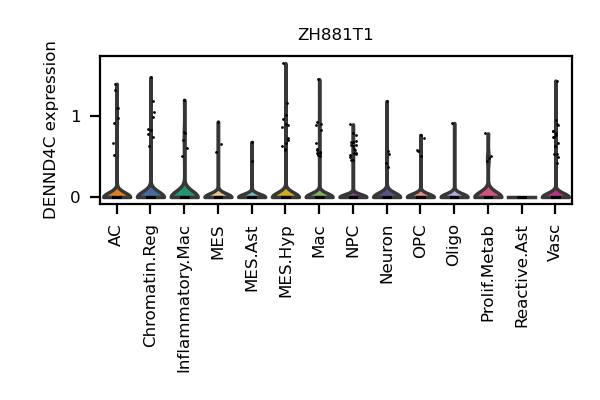 ZH881T1
DENND4C expression
1
0
AC
Chromatin.Reg
Inflammatory.Mac
MES
MES.Ast
MES.Hyp
Mac
NPC
Neuron
OPC
Oligo
Prolif.Metab
Reactive.Ast
Vasc